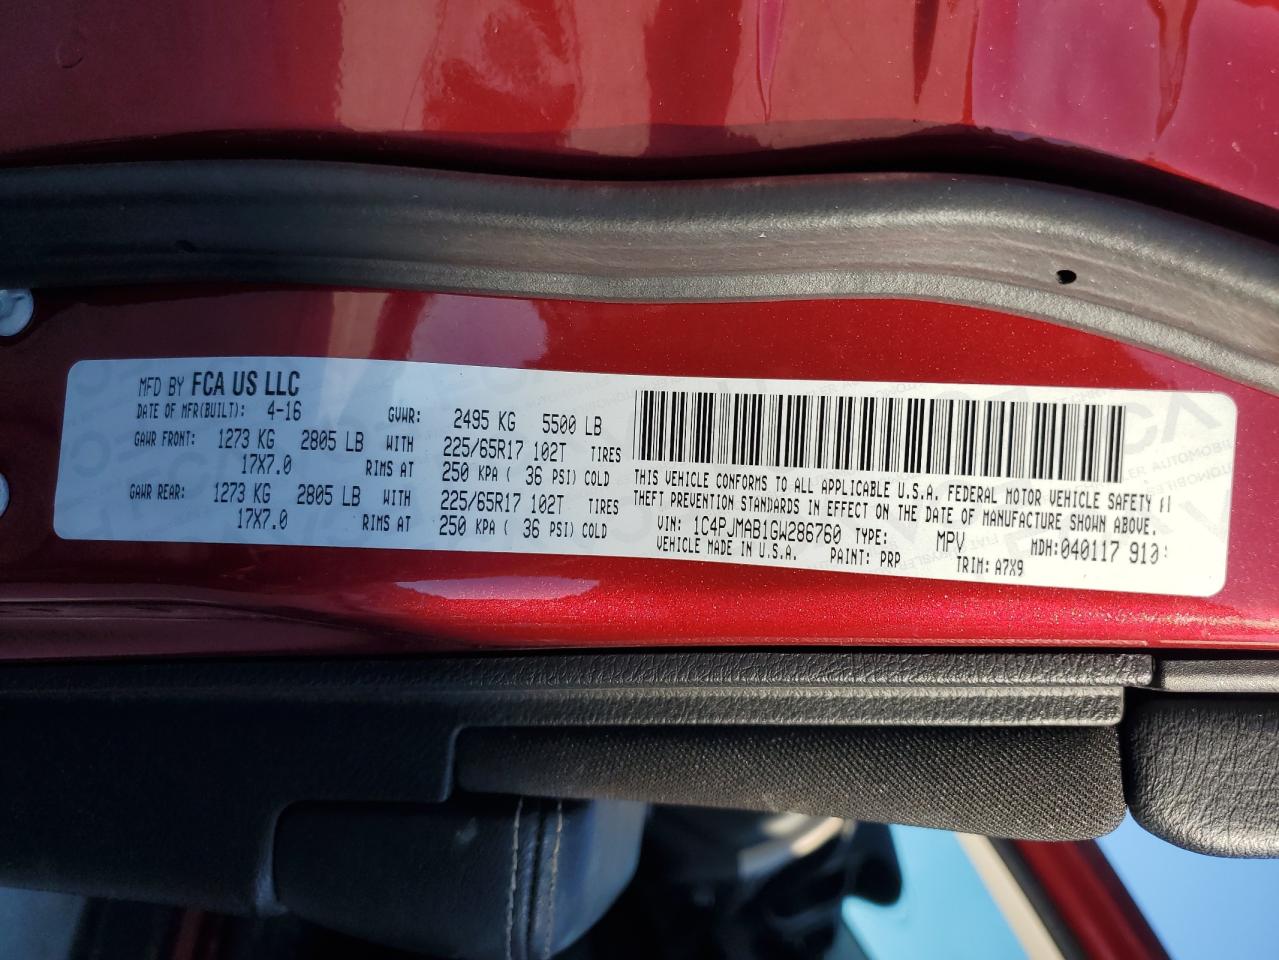 MFD BY FCA US LLC
DATE OF MFR(BUILT): 4-16 GVWR: 2495 KG 5500 LB
GAWR FRONT: 1273 KG 2805 LB WITH 225/65R17 102T TIRES
17X7.0 RIMS AT 250 KPA ( 36 PSI) COLD
GAWR REAR: 1273 KG 2805 LB WITH 225/65R17 102T TIRES
17X7.0 RIMS AT 250 KPA ( 36 PSI) COLD
THIS VEHICLE CONFORMS TO ALL APPLICABLE U.S.A. FEDERAL MOTOR VEHICLE SAFETY
THEFT PREVENTION STANDARDS IN EFFECT ON THE DATE OF MANUFACTURE SHOWN ABOVE.
VIN: 1C4PJMAB1GW286760 TYPE: MPV MDH:040117 910
VEHICLE MADE IN U.S.A. PAINT: PRP TRIM: A7X9